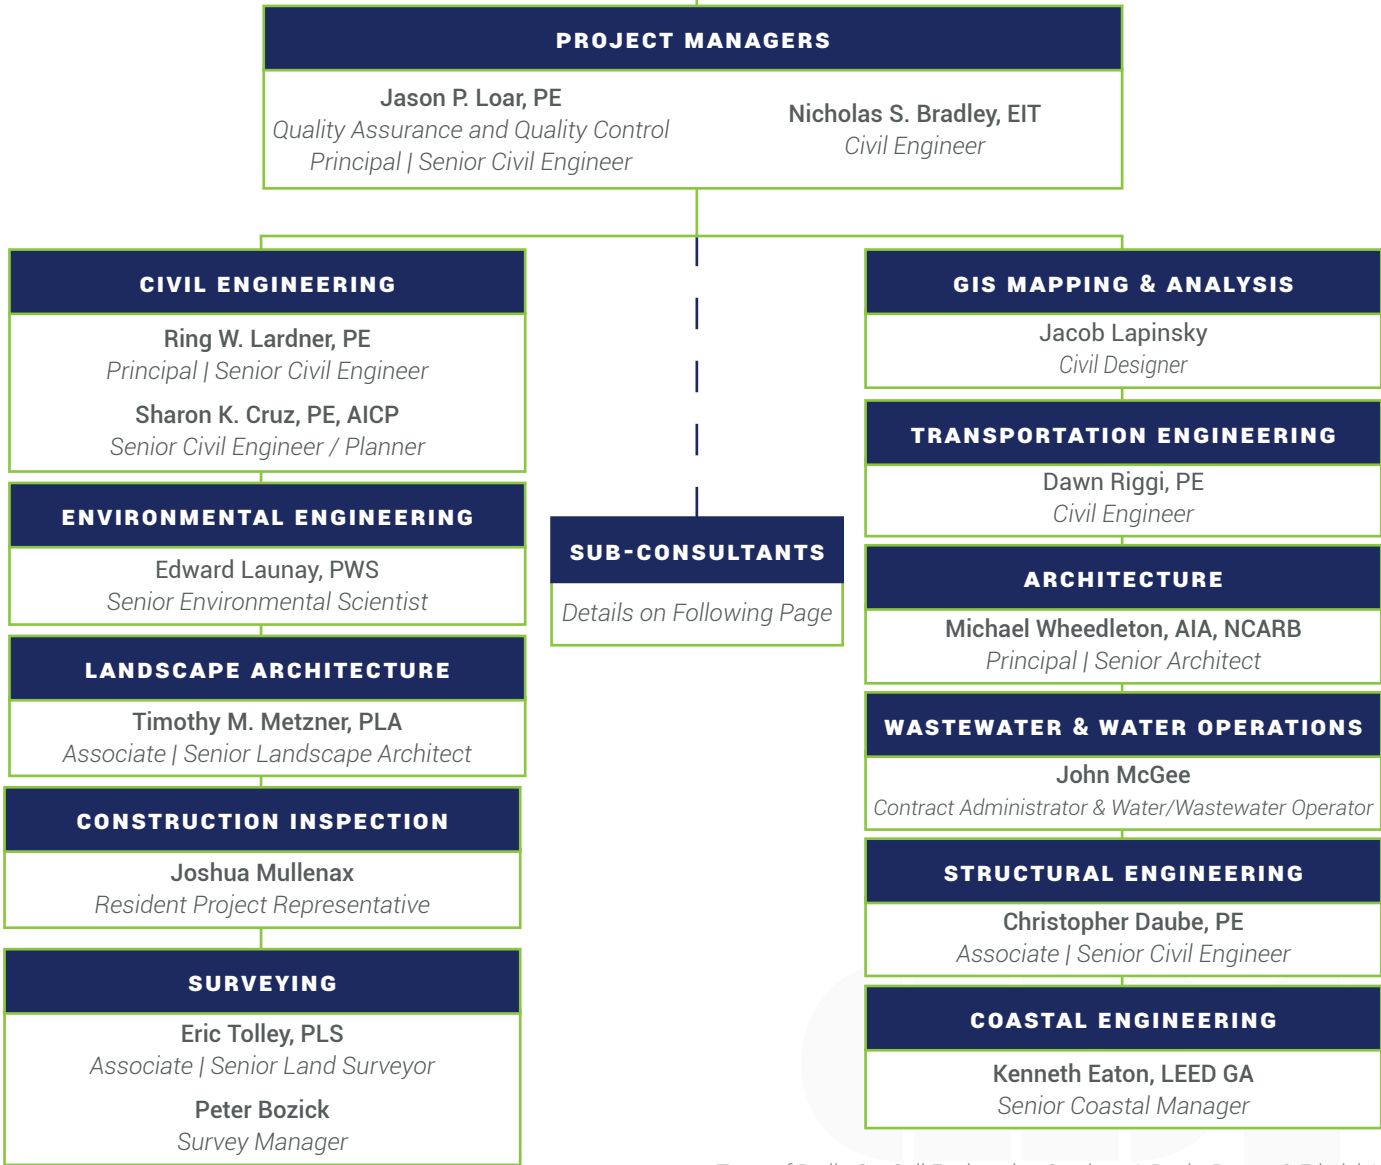 PROJECT MANAGERS
Jason P. Loar, PE
Quality Assurance and Quality Control
Principal | Senior Civil Engineer
Nicholas S. Bradley, EIT
Civil Engineer
CIVIL ENGINEERING
Ring W. Lardner, PE
Principal | Senior Civil Engineer
Sharon K. Cruz, PE, AICP
Senior Civil Engineer / Planner
ENVIRONMENTAL ENGINEERING
Edward Launay, PWS
Senior Environmental Scientist
LANDSCAPE ARCHITECTURE
Timothy M. Metzner, PLA
Associate | Senior Landscape Architect
CONSTRUCTION INSPECTION
Joshua Mullenax
Resident Project Representative
SURVEYING
Eric Tolley, PLS
Associate | Senior Land Surveyor
Peter Bozick
Survey Manager
SUB-CONSULTANTS
Details on Following Page
GIS MAPPING & ANALYSIS
Jacob Lapinsky
Civil Designer
TRANSPORTATION ENGINEERING
Dawn Riggi, PE
Civil Engineer
ARCHITECTURE
Michael Wheedleton, AIA, NCARB
Principal | Senior Architect
WASTEWATER & WATER OPERATIONS
John McGee
Contract Administrator & Water/Wastewater Operator
STRUCTURAL ENGINEERING
Christopher Daube, PE
Associate | Senior Civil Engineer
COASTAL ENGINEERING
Kenneth Eaton, LEED GA
Senior Coastal Manager